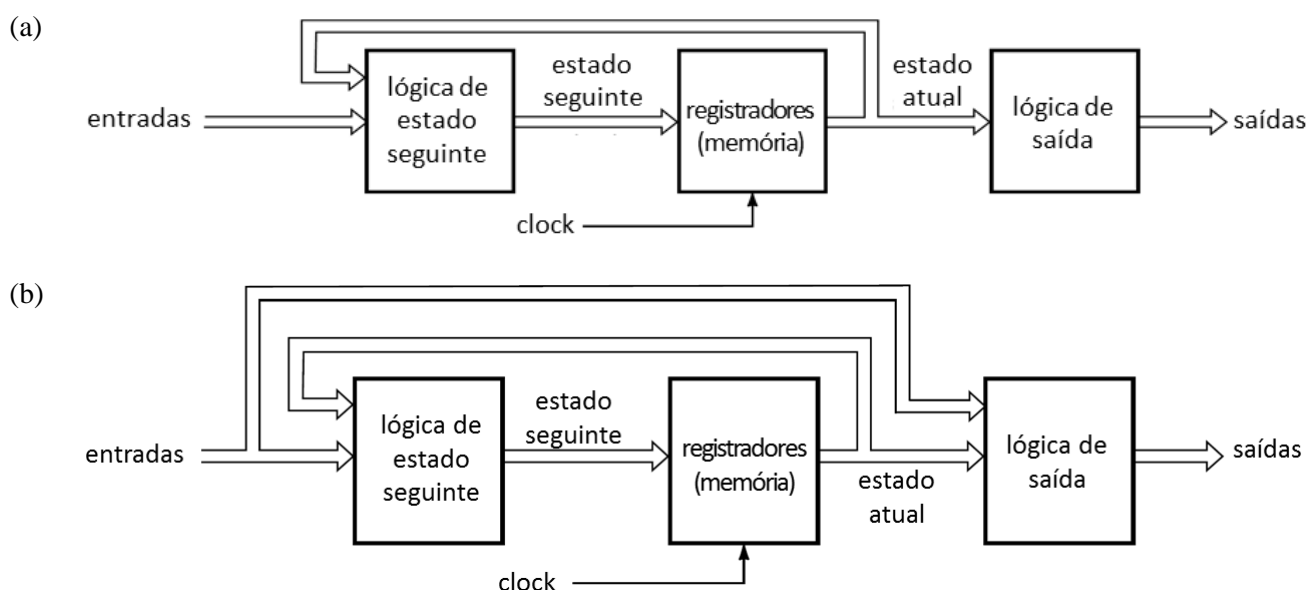 (a)
entradas
lógica de
estado
seguinte
estado
seguinte
registradores
(memória)
clock
estado
atual
lógica de
saída
saídas
(b)
entradas
lógica de
estado
seguinte
estado
seguinte
registradores
(memória)
clock
estado
atual
lógica de
saída
saídas